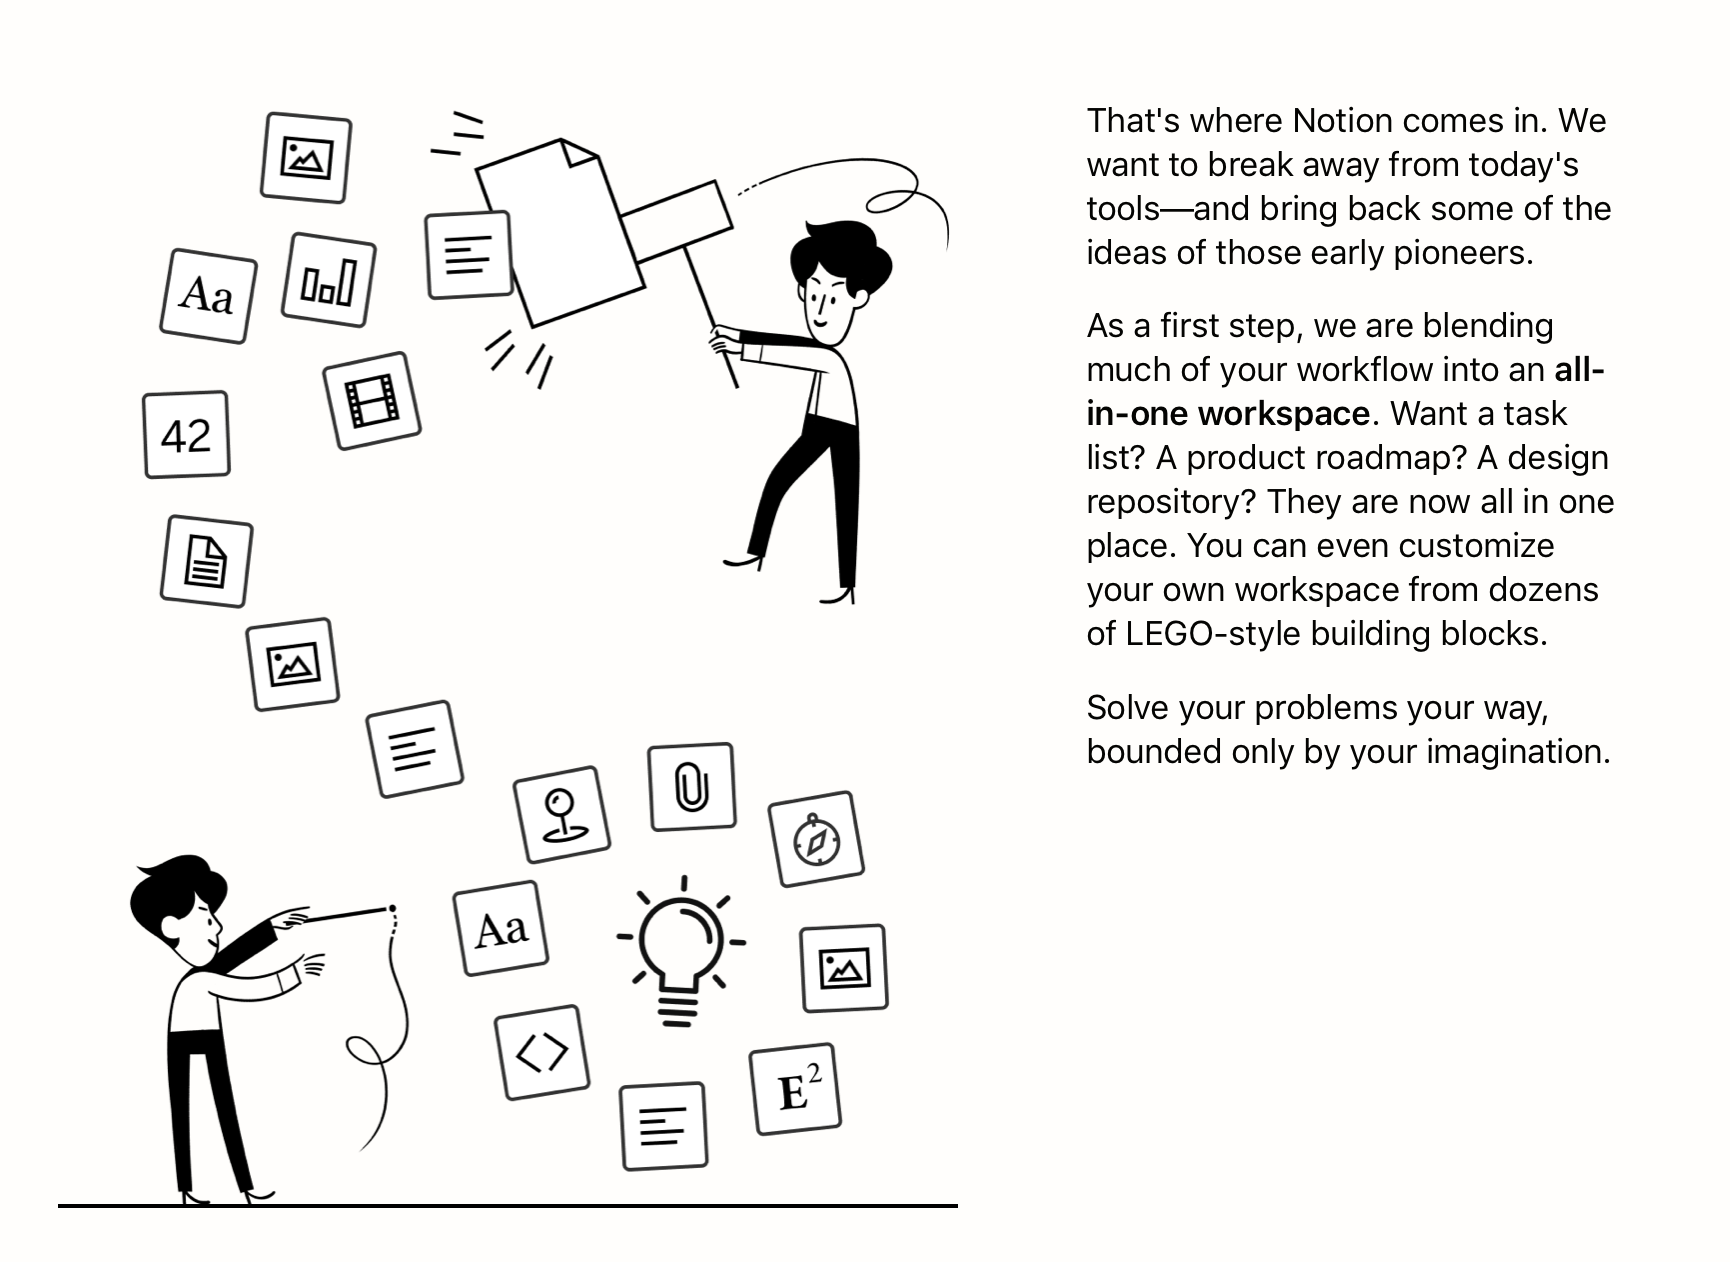 Aa
42
Aa
E²
That's where Notion comes in. We
want to break away from today's
tools—and bring back some of the
ideas of those early pioneers.
As a first step, we are blending
much of your workflow into an all-
in-one workspace. Want a task
list? A product roadmap? A design
repository? They are now all in one
place. You can even customize
your own workspace from dozens
of LEGO-style building blocks.
Solve your problems your way,
bounded only by your imagination.